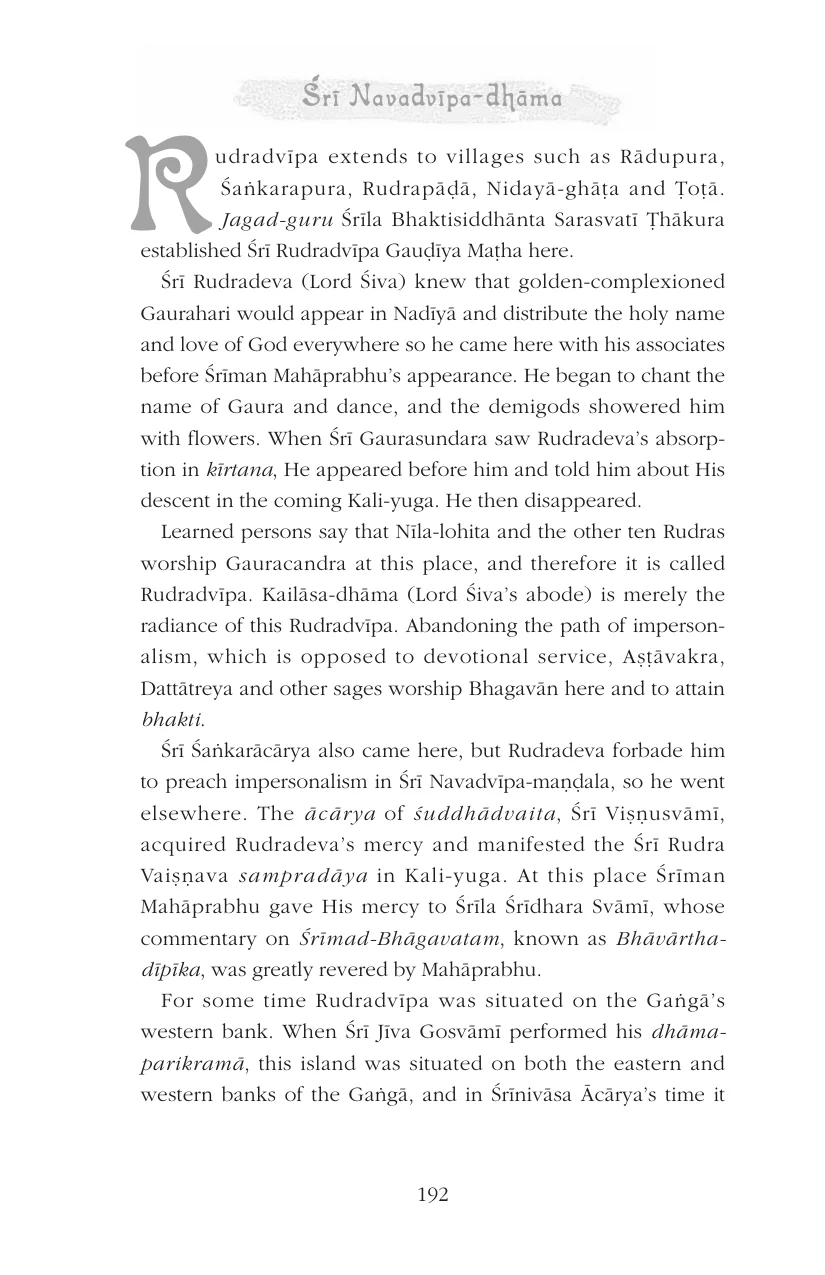 Śrī Navadvīpa-dhāma
Rudradvīpa extends to villages such as Rādupura,
Śaṅkarapura, Rudrapāḍā, Nidayā-ghāṭa and Ṭoṭā.
Jagad-guru Śrīla Bhaktisiddhānta Sarasvatī Ṭhākura
established Śrī Rudradvīpa Gauḍīya Maṭha here.
Śrī Rudradeva (Lord Śiva) knew that golden-complexioned
Gaurahari would appear in Nadīyā and distribute the holy name
and love of God everywhere so he came here with his associates
before Śrīman Mahāprabhu’s appearance. He began to chant the
name of Gaura and dance, and the demigods showered him
with flowers. When Śrī Gaurasundara saw Rudradeva’s absorp-
tion in kīrtana, He appeared before him and told him about His
descent in the coming Kali-yuga. He then disappeared.
Learned persons say that Nīla-lohita and the other ten Rudras
worship Gauracandra at this place, and therefore it is called
Rudradvīpa. Kailāsa-dhāma (Lord Śiva’s abode) is merely the
radiance of this Rudradvīpa. Abandoning the path of imperson-
alism, which is opposed to devotional service, Aṣṭāvakra,
Dattātreya and other sages worship Bhagavān here and to attain
bhakti.
Śrī Śaṅkarācārya also came here, but Rudradeva forbade him
to preach impersonalism in Śrī Navadvīpa-maṇḍala, so he went
elsewhere. The ācārya of śuddhādvaita, Śrī Viṣṇusvāmī,
acquired Rudradeva’s mercy and manifested the Śrī Rudra
Vaiṣṇava sampradāya in Kali-yuga. At this place Śrīman
Mahāprabhu gave His mercy to Śrīla Śrīdhara Svāmī, whose
commentary on Śrīmad-Bhāgavatam, known as Bhāvārtha-
dīpīka, was greatly revered by Mahāprabhu.
For some time Rudradvīpa was situated on the Gaṅgā’s
western bank. When Śrī Jīva Gosvāmī performed his dhāma-
parikramā, this island was situated on both the eastern and
western banks of the Gaṅgā, and in Śrīnivāsa Ācārya’s time it
192